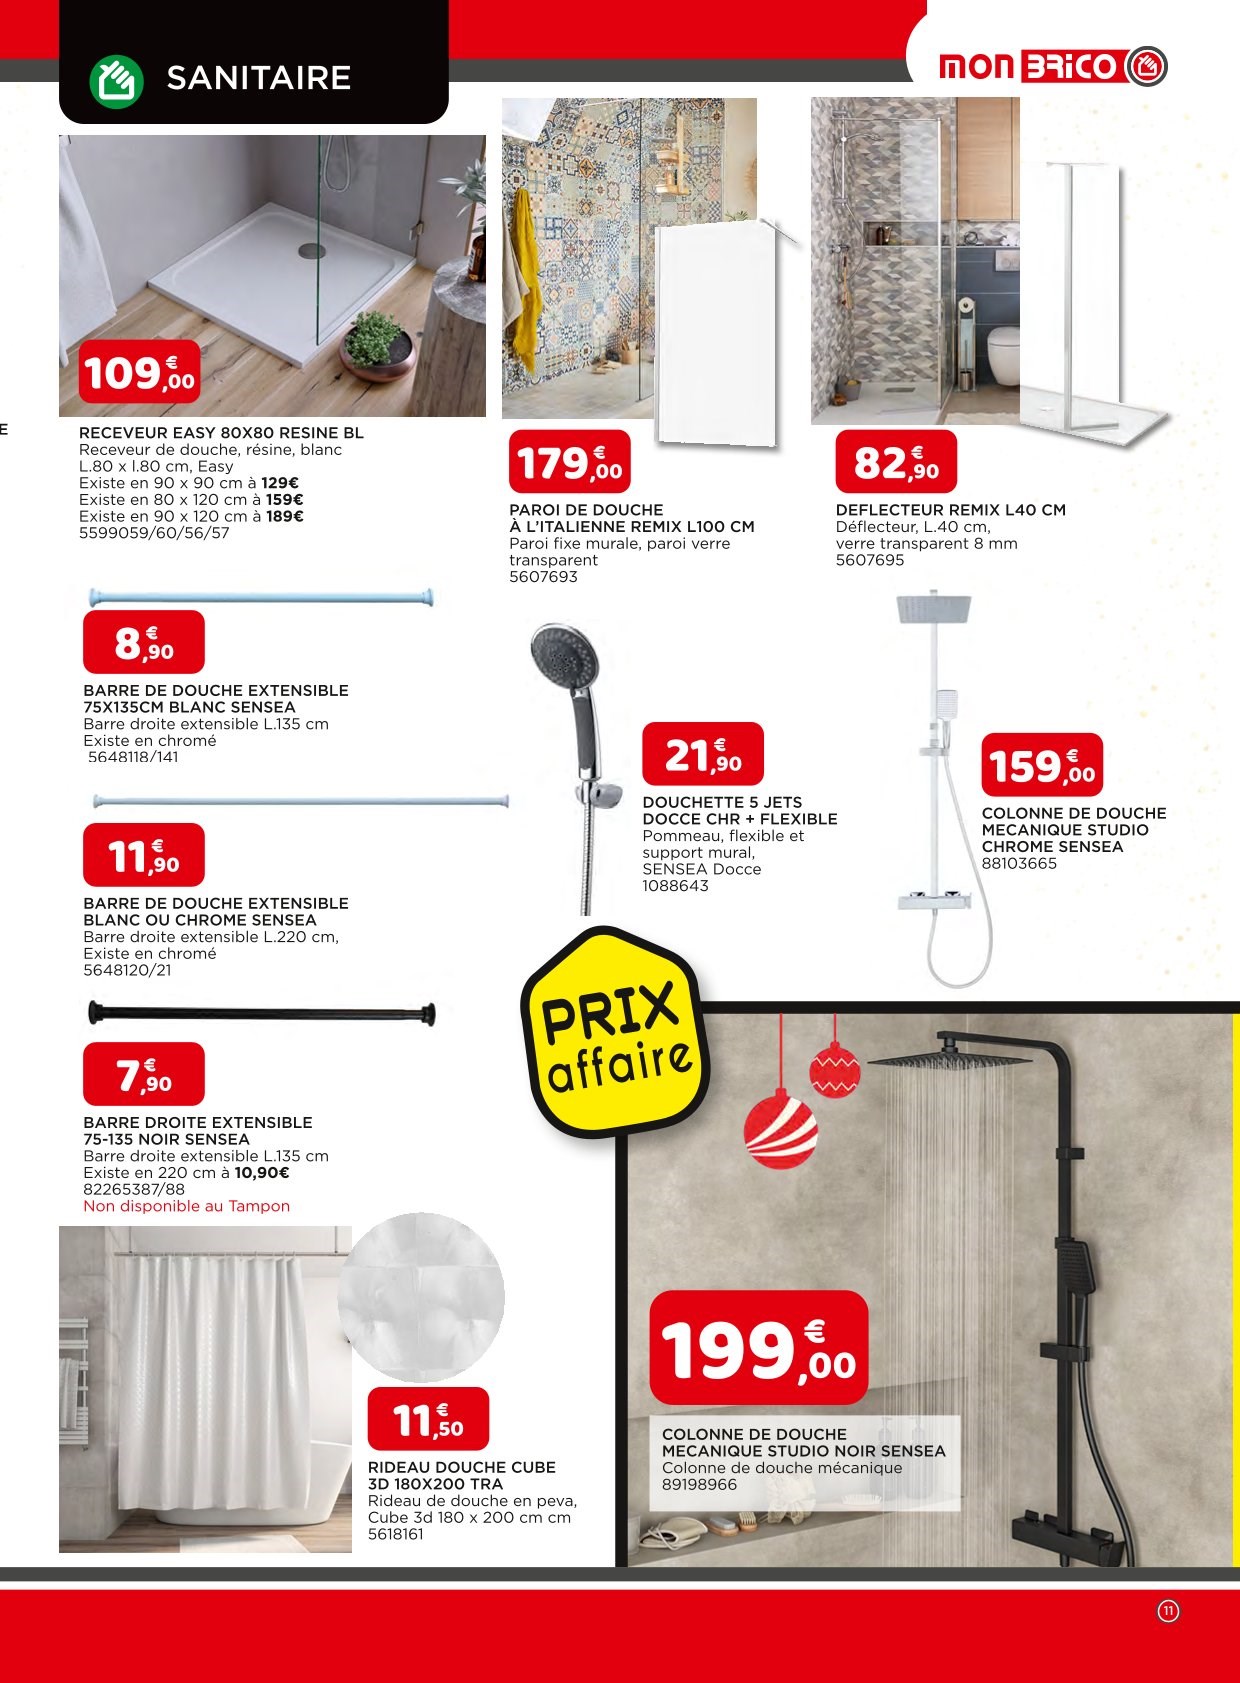 SANITAIRE
mon BRICO
109,00€
RECEVEUR EASY 80X80 RESINE BL
Receveur de douche, résine, blanc
L.80 x l.80 cm, Easy
Existe en 90 x 90 cm à 129€
Existe en 80 x 120 cm à 159€
Existe en 90 x 120 cm à 189€
5599059/60/56/57
E
179,00€
PAROI DE DOUCHE
À L'ITALIENNE REMIX L100 CM
Paroi fixe murale, paroi verre
transparent
5607693
82,90€
DEFLECTEUR REMIX L40 CM
Déflecteur, L.40 cm,
verre transparent 8 mm
5607695
8,90€
BARRE DE DOUCHE EXTENSIBLE
75X135CM BLANC SENSEA
Barre droite extensible L.135 cm
Existe en chromé
5648118/141
21,90€
DOUCHETTE 5 JETS
DOCCE CHR + FLEXIBLE
Pommeau, flexible et
support mural,
SENSEA Docce
1088643
159,00€
COLONNE DE DOUCHE
MECANIQUE STUDIO
CHROME SENSEA
88103665
11,90€
BARRE DE DOUCHE EXTENSIBLE
BLANC OU CHROME SENSEA
Barre droite extensible L.220 cm,
Existe en chromé
5648120/21
PRIX
affaire
7,90€
BARRE DROITE EXTENSIBLE
75-135 NOIR SENSEA
Barre droite extensible L.135 cm
Existe en 220 cm à 10,90€
82265387/88
Non disponible au Tampon
11,50€
RIDEAU DOUCHE CUBE
3D 180X200 TRA
Rideau de douche en peva,
Cube 3d 180 x 200 cm cm
5618161
199,00€
COLONNE DE DOUCHE
MECANIQUE STUDIO NOIR SENSEA
Colonne de douche mécanique
89198966
11